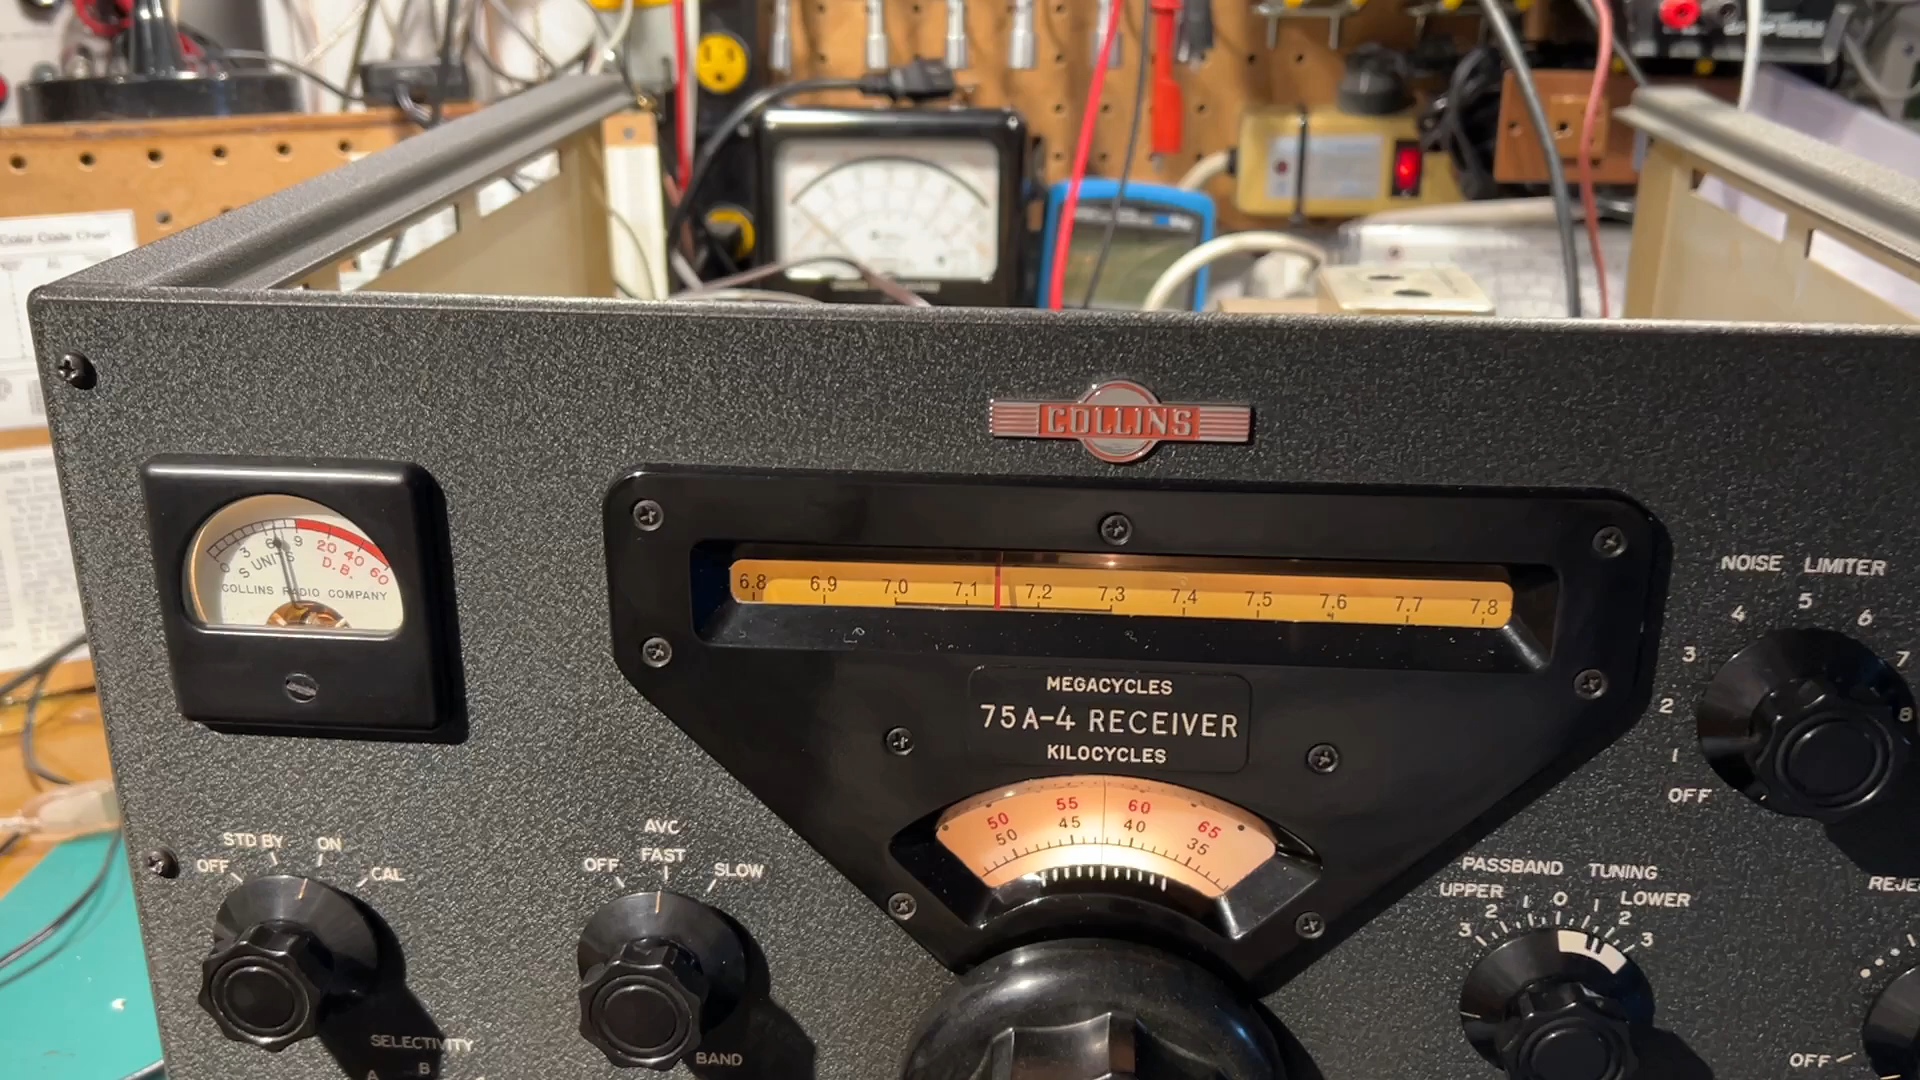 Color Code Chart
COLLINS
0 3 6 9 20 40 60
S UNITS D.B.
COLLINS RADIO COMPANY
6.8 6.9 7.0 7.1 7.2 7.3 7.4 7.5 7.6 7.7 7.8
MEGACYCLES
75A-4 RECEIVER
KILOCYCLES
50 55 60 65
50 45 40 35
NOISE LIMITER
OFF 1 2 3 4 5 6 7 8
OFF STD BY ON CAL
AVC
OFF FAST SLOW
PASSBAND TUNING
UPPER LOWER
3 2 1 0 1 2 3
SELECTIVITY
A B
BAND
OFF